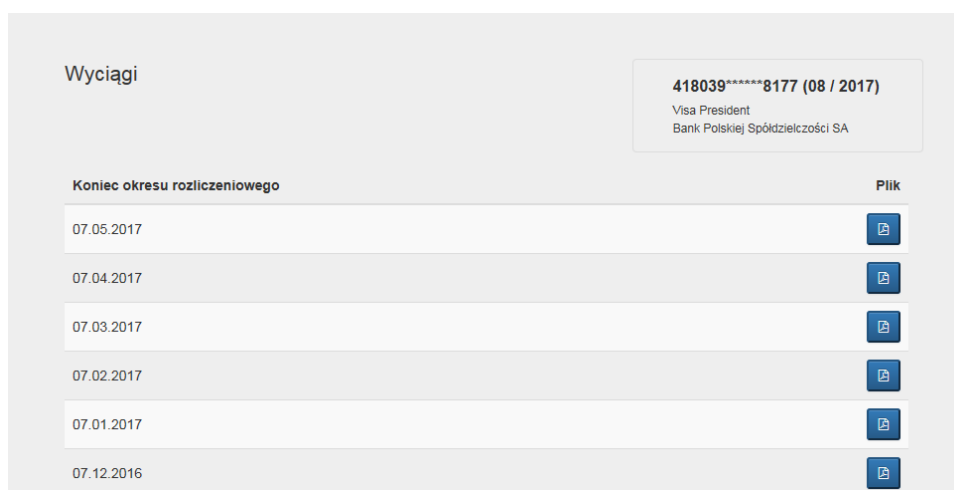 Wyciągi
418039******8177 (08 / 2017)
Visa President
Bank Polskiej Spółdzielczości SA
Koniec okresu rozliczeniowego Plik
07.05.2017
07.04.2017
07.03.2017
07.02.2017
07.01.2017
07.12.2016